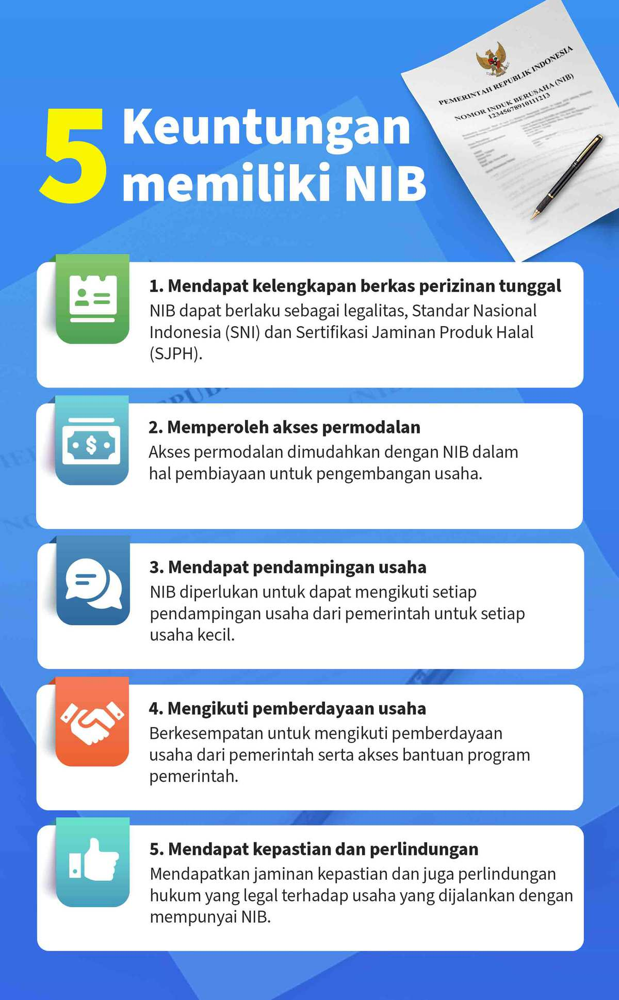 PEMERINTAH REPUBLIK INDONESIA
NOMOR INDUK BERUSAHA (NIB)
12345678910111213
5 Keuntungan
memiliki NIB
1. Mendapat kelengkapan berkas perizinan tunggal
NIB dapat berlaku sebagai legalitas, Standar Nasional
Indonesia (SNI) dan Sertifikasi Jaminan Produk Halal
(SJPH).
2. Memperoleh akses permodalan
Akses permodalan dimudahkan dengan NIB dalam
hal pembiayaan untuk pengembangan usaha.
3. Mendapat pendampingan usaha
NIB diperlukan untuk dapat mengikuti setiap
pendampingan usaha dari pemerintah untuk setiap
usaha kecil.
4. Mengikuti pemberdayaan usaha
Berkesempatan untuk mengikuti pemberdayaan
usaha dari pemerintah serta akses bantuan program
pemerintah.
5. Mendapat kepastian dan perlindungan
Mendapatkan jaminan kepastian dan juga perlindungan
hukum yang legal terhadap usaha yang dijalankan dengan
mempunyai NIB.